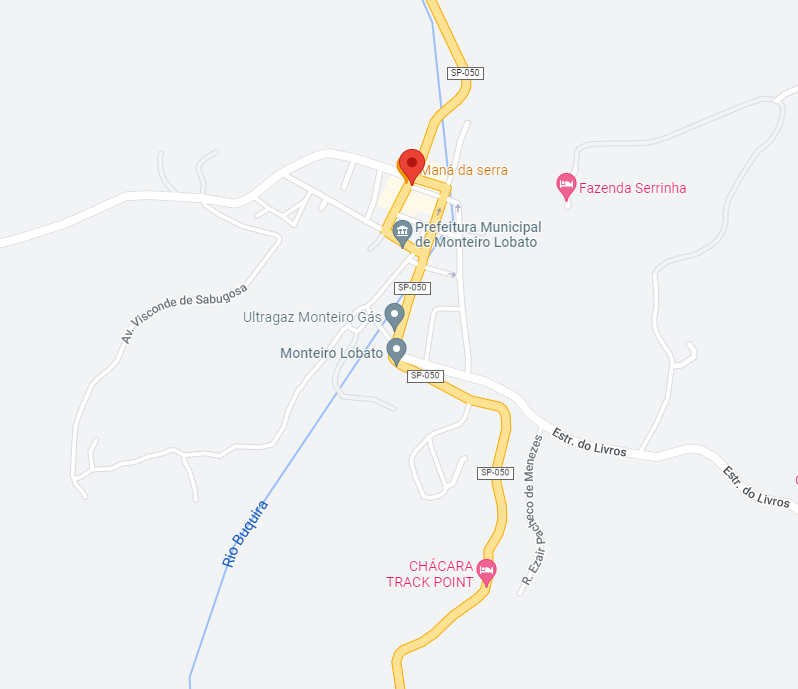 SP-050
Maná da serra
Fazenda Serrinha
Prefeitura Municipal
de Monteiro Lobato
SP-050
Av. Visconde de Sabugosa
Ultragaz Monteiro Gás
Monteiro Lobato
SP-050
Estr. do Livros
SP-050
Estr. do Livros
R. Ezair Pacheco de Menezes
Rio Buquira
CHÁCARA
TRACK POINT